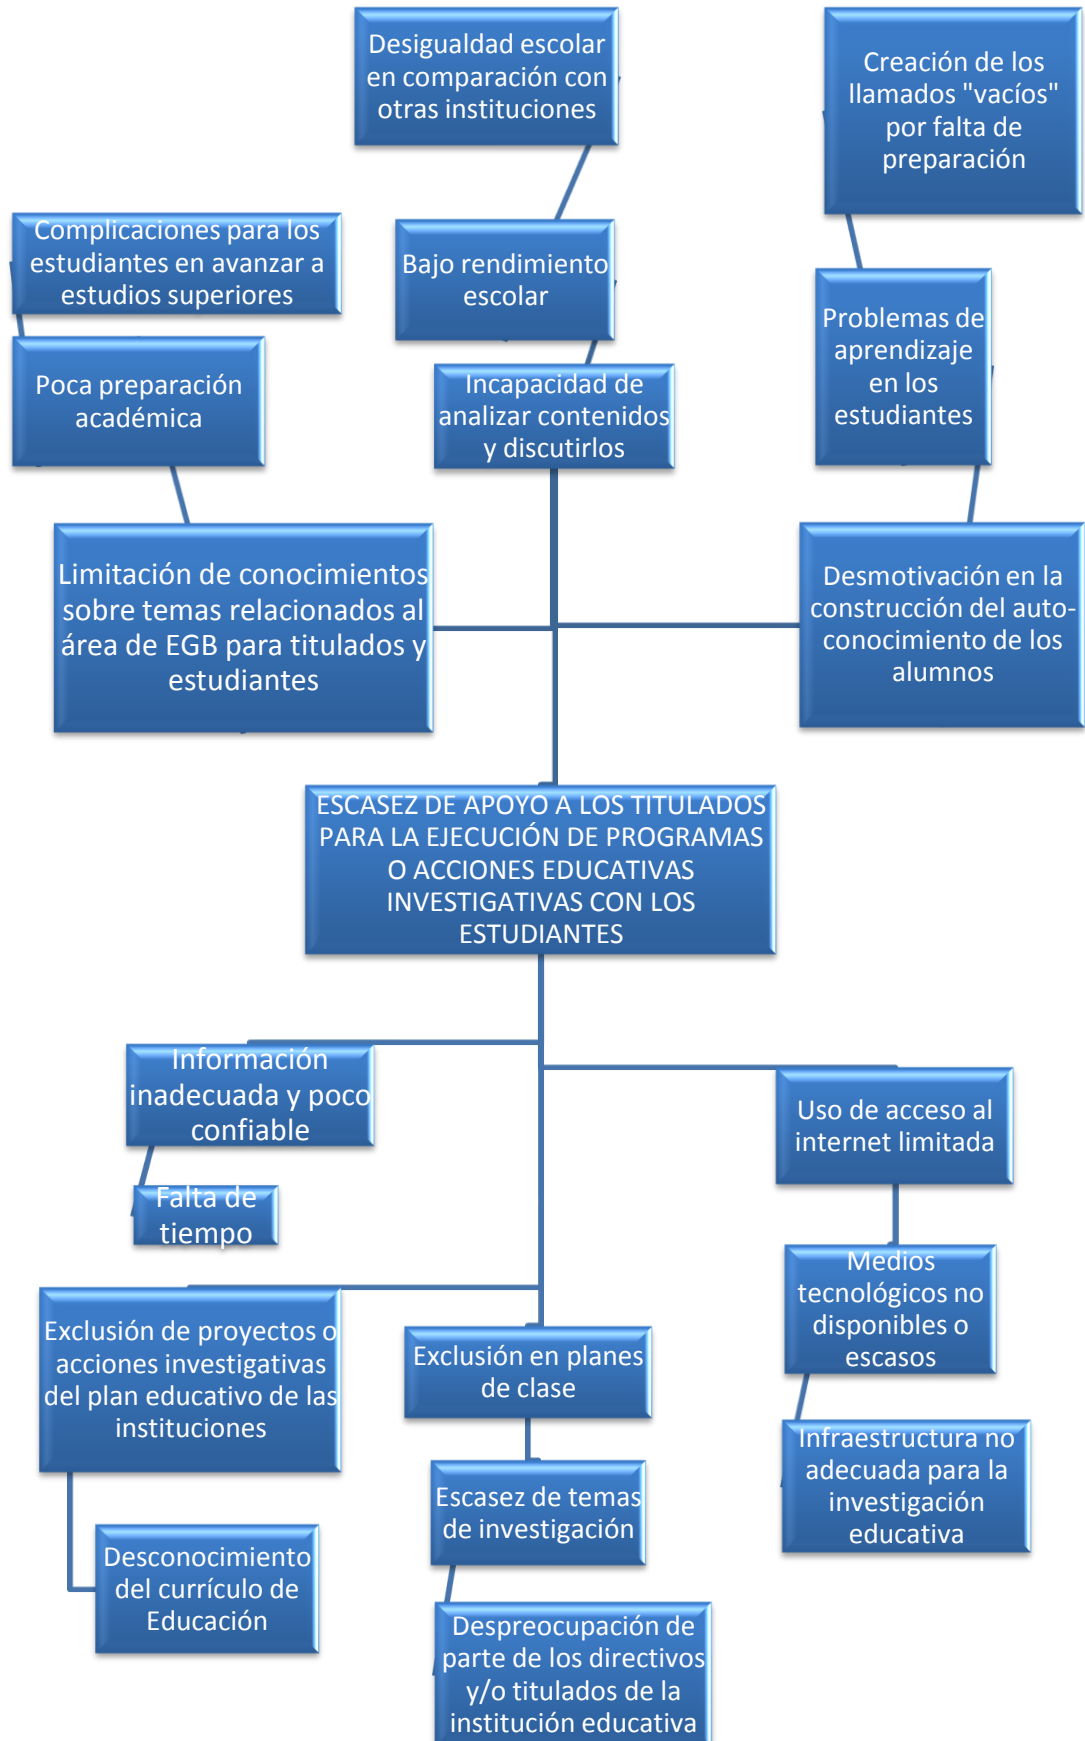 Desigualdad escolar
en comparación con
otras instituciones
Creación de los
llamados "vacíos"
por falta de
preparación
Complicaciones para los
estudiantes en avanzar a
estudios superiores
Bajo rendimiento
escolar
Problemas de
aprendizaje
en los
estudiantes
Poca preparación
académica
Incapacidad de
analizar contenidos
y discutirlos
Limitación de conocimientos
sobre temas relacionados al
área de EGB para titulados y
estudiantes
Desmotivación en la
construcción del auto-
conocimiento de los
alumnos
ESCASEZ DE APOYO A LOS TITULADOS
PARA LA EJECUCIÓN DE PROGRAMAS
O ACCIONES EDUCATIVAS
INVESTIGATIVAS CON LOS
ESTUDIANTES
Información
inadecuada y poco
confiable
Uso de acceso al
internet limitada
Falta de
tiempo
Medios
tecnológicos no
disponibles o
escasos
Exclusión de proyectos o
acciones investigativas
del plan educativo de las
instituciones
Exclusión en planes
de clase
Infraestructura no
adecuada para la
investigación
educativa
Escasez de temas
de investigación
Desconocimiento
del currículo de
Educación
Despreocupación de
parte de los directivos
y/o titulados de la
institución educativa